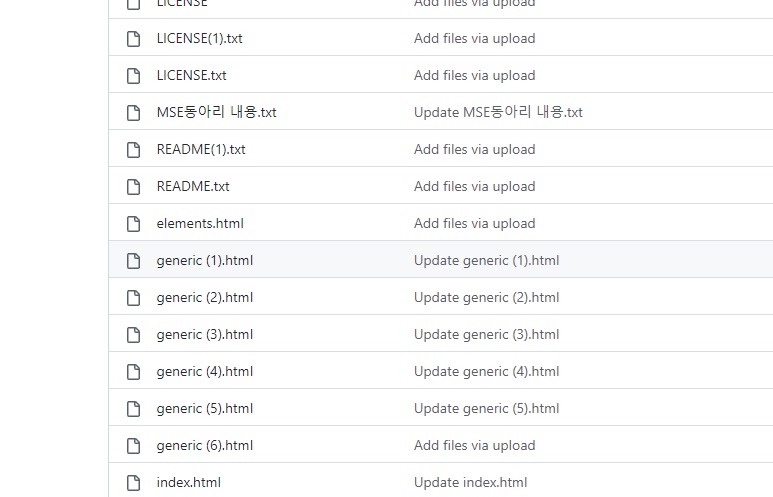 LICENSE Add files via upload
LICENSE(1).txt Add files via upload
LICENSE.txt Add files via upload
MSE동아리 내용.txt Update MSE동아리 내용.txt
README(1).txt Add files via upload
README.txt Add files via upload
elements.html Add files via upload
generic (1).html Update generic (1).html
generic (2).html Update generic (2).html
generic (3).html Update generic (3).html
generic (4).html Update generic (4).html
generic (5).html Update generic (5).html
generic (6).html Add files via upload
index.html Update index.html